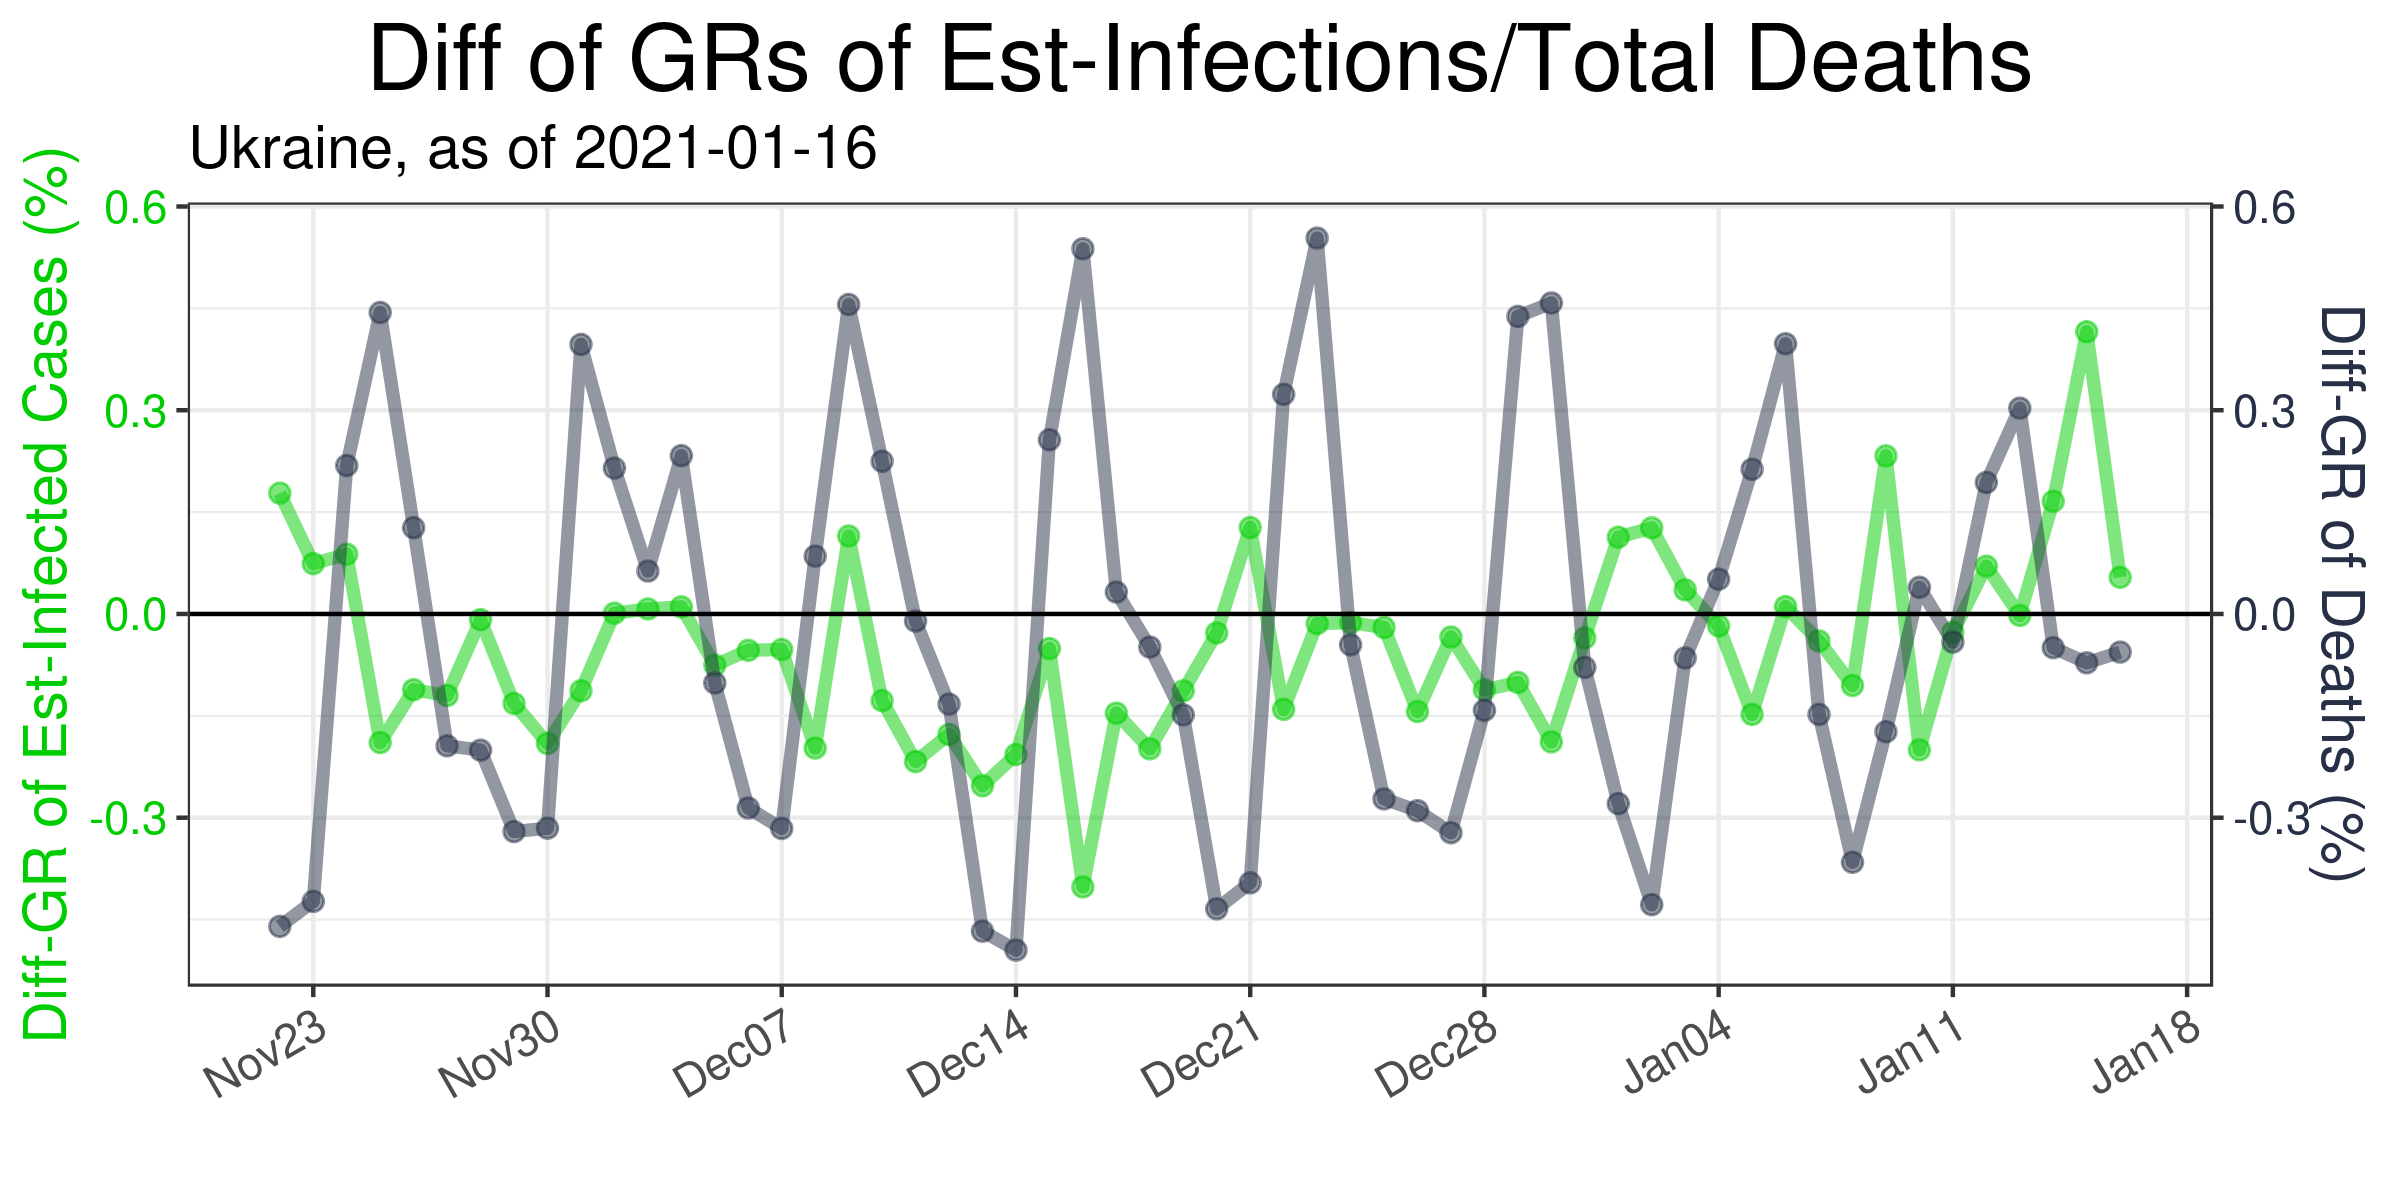 Diff of GRs of Est-Infections/Total Deaths
Ukraine, as of 2021-01-16
Diff-GR of Est-Infected Cases (%)
0.6
0.3
0.0
-0.3
0.6
0.3
0.0
-0.3
Diff-GR of Deaths (%)
Nov23
Nov30
Dec07
Dec14
Dec21
Dec28
Jan04
Jan11
Jan18